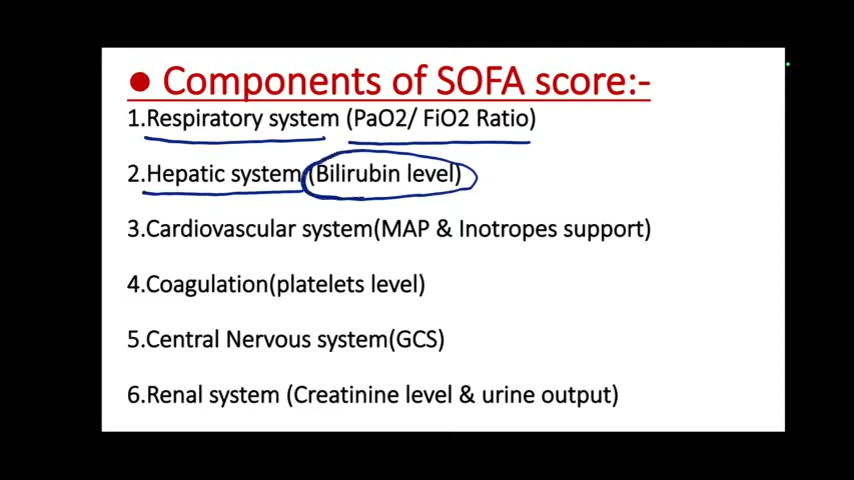 ● Components of SOFA score:-
1.Respiratory system (PaO2/ FiO2 Ratio)
2.Hepatic system (Bilirubin level)
3.Cardiovascular system(MAP & Inotropes support)
4.Coagulation(platelets level)
5.Central Nervous system(GCS)
6.Renal system (Creatinine level & urine output)